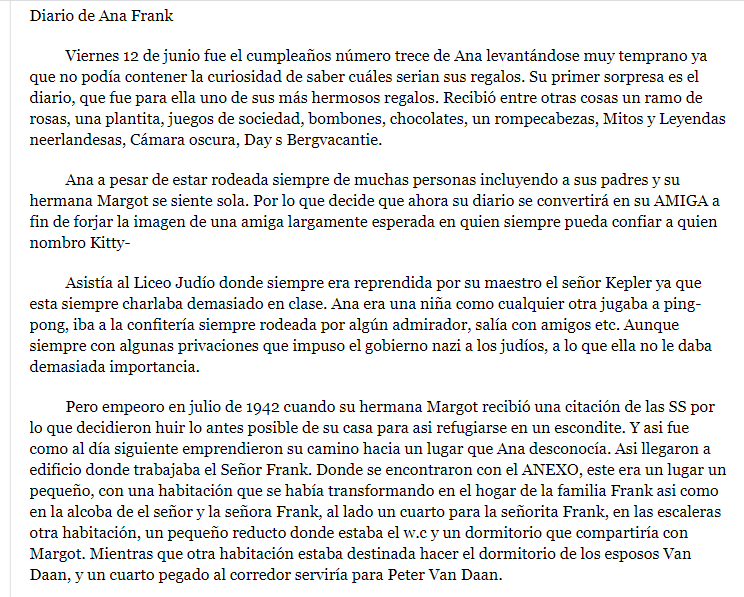 Diario de Ana Frank
Viernes 12 de junio fue el cumpleaños número trece de Ana levantándose muy temprano ya
que no podía contener la curiosidad de saber cuáles serian sus regalos. Su primer sorpresa es el
diario, que fue para ella uno de sus más hermosos regalos. Recibió entre otras cosas un ramo de
rosas, una plantita, juegos de sociedad, bombones, chocolates, un rompecabezas, Mitos y Leyendas
neerlandesas, Cámara oscura, Day s Bergvacantie.
Ana a pesar de estar rodeada siempre de muchas personas incluyendo a sus padres y su
hermana Margot se siente sola. Por lo que decide que ahora su diario se convertirá en su AMIGA a
fin de forjar la imagen de una amiga largamente esperada en quien siempre pueda confiar a quien
nombro Kitty-
Asistía al Liceo Judío donde siempre era reprendida por su maestro el señor Kepler ya que
esta siempre charlaba demasiado en clase. Ana era una niña como cualquier otra jugaba a ping-
pong, iba a la confitería siempre rodeada por algún admirador, salía con amigos etc. Aunque
siempre con algunas privaciones que impuso el gobierno nazi a los judíos, a lo que ella no le daba
demasiada importancia.
Pero empeoro en julio de 1942 cuando su hermana Margot recibió una citación de las SS por
lo que decidieron huir lo antes posible de su casa para asi refugiarse en un escondite. Y asi fue
como al día siguiente emprendieron su camino hacia un lugar que Ana desconocía. Asi llegaron a
edificio donde trabajaba el Señor Frank. Donde se encontraron con el ANEXO, este era un lugar un
pequeño, con una habitación que se había transformando en el hogar de la familia Frank asi como
en la alcoba de el señor y la señora Frank, al lado un cuarto para la señorita Frank, en las escaleras
otra habitación, un pequeño reducto donde estaba el w.c y un dormitorio que compartiría con
Margot. Mientras que otra habitación estaba destinada hacer el dormitorio de los esposos Van
Daan, y un cuarto pegado al corredor serviría para Peter Van Daan.